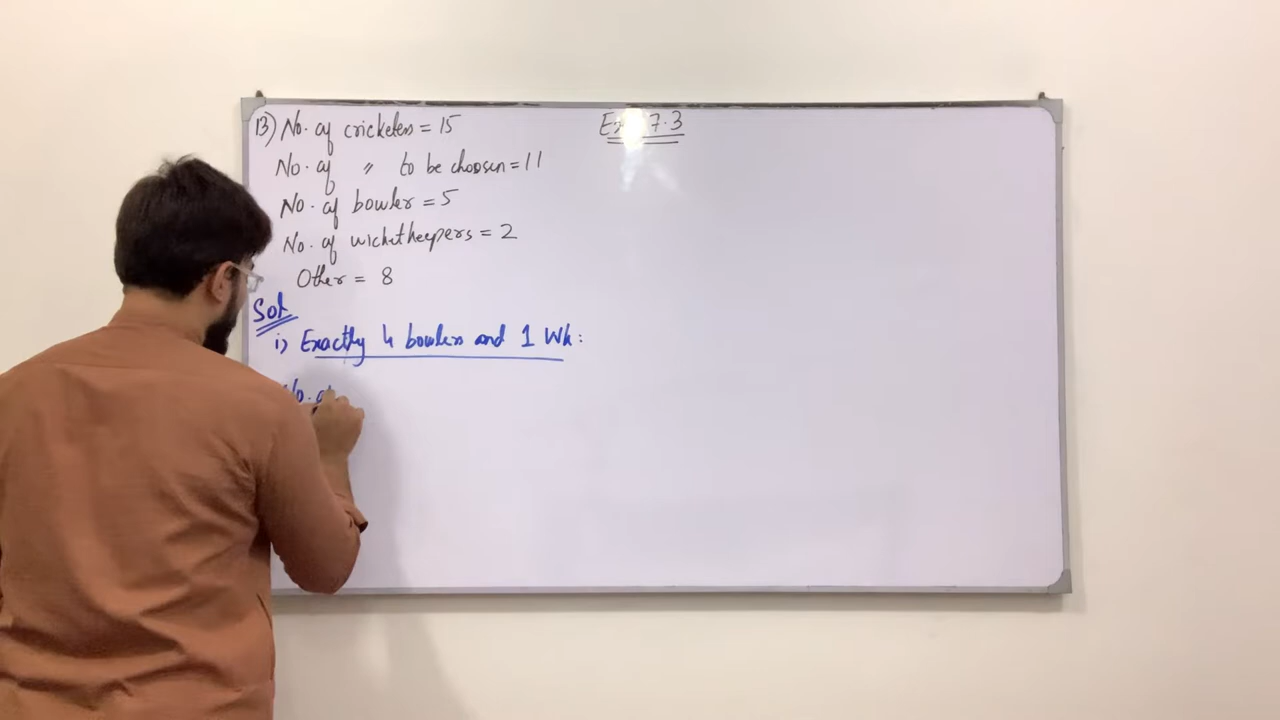 13) No. of cricketers = 15
Ex 7.3
No. of 〃 to be choosen = 11
No. of bowler = 5
No. of wicketkeepers = 2
Other = 8
Sol
i) Exactly 4 bowlers and 1 Wk:
No. of